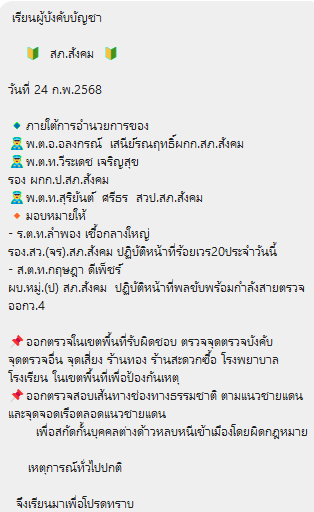 เรียนผู้บังคับบัญชา
🔰 สภ.สังคม 🔰
วันที่ 24 ก.พ.2568
🔹ภายใต้การอำนวยการของ
👮พ.ต.อ.อลงกรณ์ เสนีย์รณฤทธิ์ผกก.สภ.สังคม
👮พ.ต.ท.วีระเดช เจริญสุข
รอง ผกก.ป.สภ.สังคม
👮พ.ต.ท.สุริยันต์ ศรีธร สวป.สภ.สังคม
🔸มอบหมายให้
- ร.ต.ท.ลำพอง เชื้อกลางใหญ่
รอง.สว.(จร).สภ.สังคม ปฏิบัติหน้าที่ร้อยเวร20ประจำวันนี้
- ส.ต.ท.กฤษฎา ดีเพ็ชร์
ผบ.หมู่.(ป) สภ.สังคม ปฏิบัติหน้าที่พลขับพร้อมกำลังสายตรวจ
ออกว.4
📌ออกตรวจในเขตพื้นที่รับผิดชอบ ตรวจจุดตรวจบังคับ
จุดตรวจอื่น จุดเสี่ยง ร้านทอง ร้านสะดวกซื้อ โรงพยาบาล
โรงเรียน ในเขตพื้นที่เพื่อป้องกันเหตุ
📌ออกตรวจสอบเส้นทางช่องทางธรรมชาติ ตามแนวชายแดน
และจุดจอดเรือตลอดแนวชายแดน
เพื่อสกัดกั้นบุคคลต่างด้าวหลบหนีเข้าเมืองโดยผิดกฎหมาย
เหตุการณ์ทั่วไปปกติ
จึงเรียนมาเพื่อโปรดทราบ